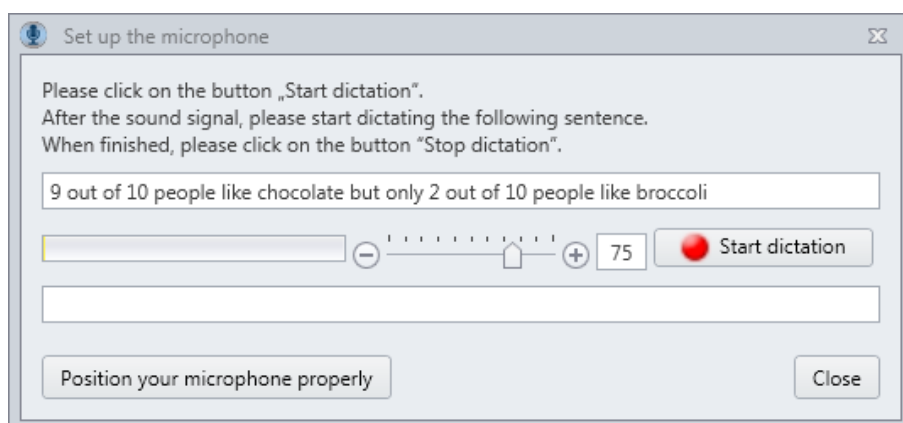 Set up the microphone
Please click on the button „Start dictation“.
After the sound signal, please start dictating the following sentence.
When finished, please click on the button “Stop dictation”.
9 out of 10 people like chocolate but only 2 out of 10 people like broccoli
75
Start dictation
Position your microphone properly
Close